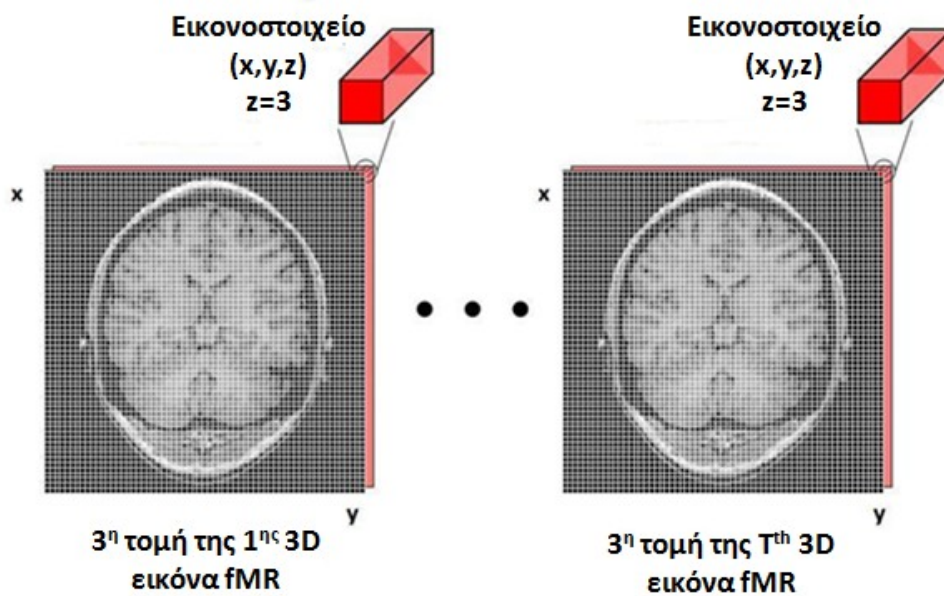 Εικονοστοιχείο
(x,y,z)
z=3
x
y
3η τομή της 1ης 3D
εικόνα fMR
Εικονοστοιχείο
(x,y,z)
z=3
x
y
3η τομή της Tth 3D
εικόνα fMR